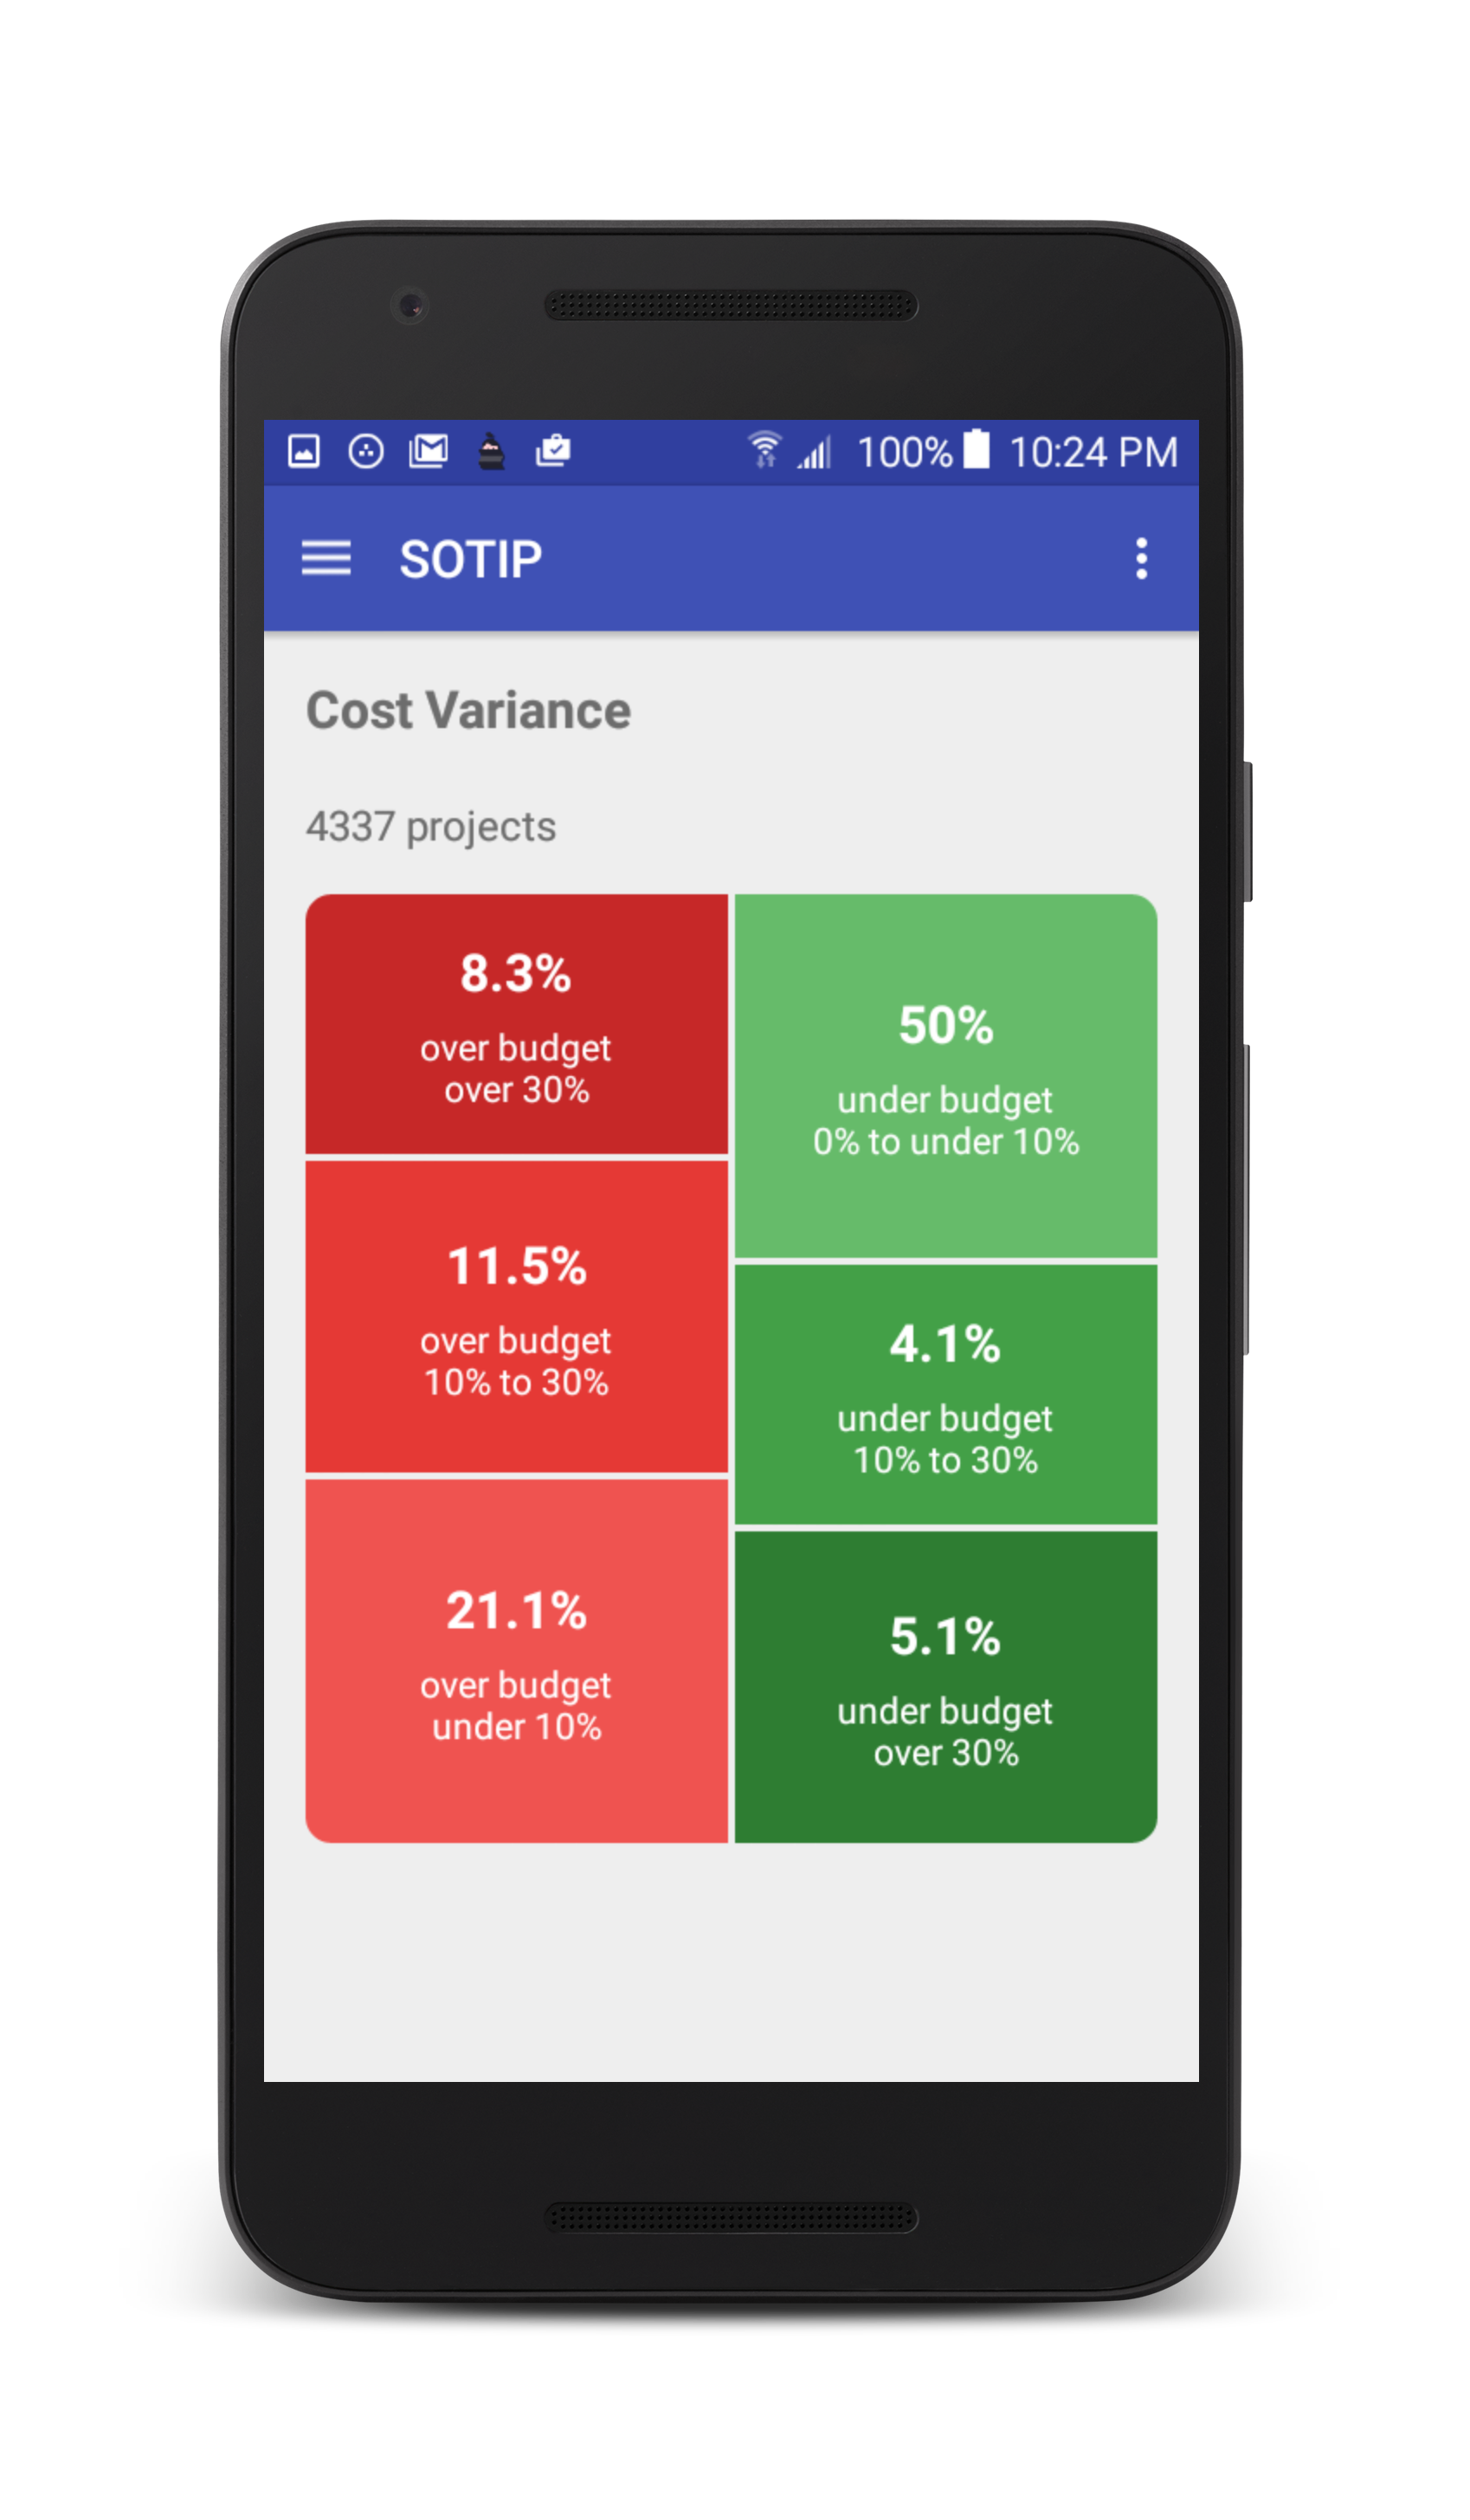 100% 10:24 PM
SOTIP
Cost Variance
4337 projects
8.3%
over budget
over 30%
11.5%
over budget
10% to 30%
21.1%
over budget
under 10%
50%
under budget
0% to under 10%
4.1%
under budget
10% to 30%
5.1%
under budget
over 30%